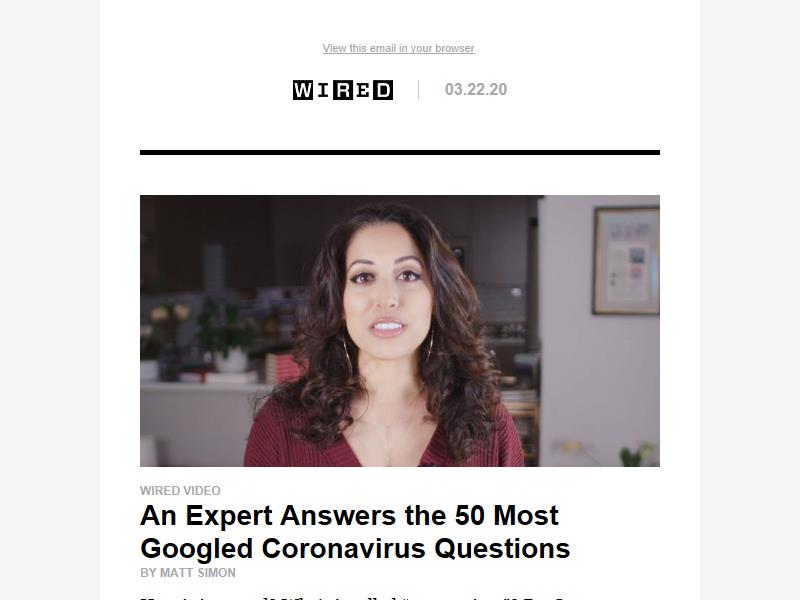 View this email in your browser
WIRED 03.22.20
WIRED VIDEO
An Expert Answers the 50 Most
Googled Coronavirus Questions
BY MATT SIMON